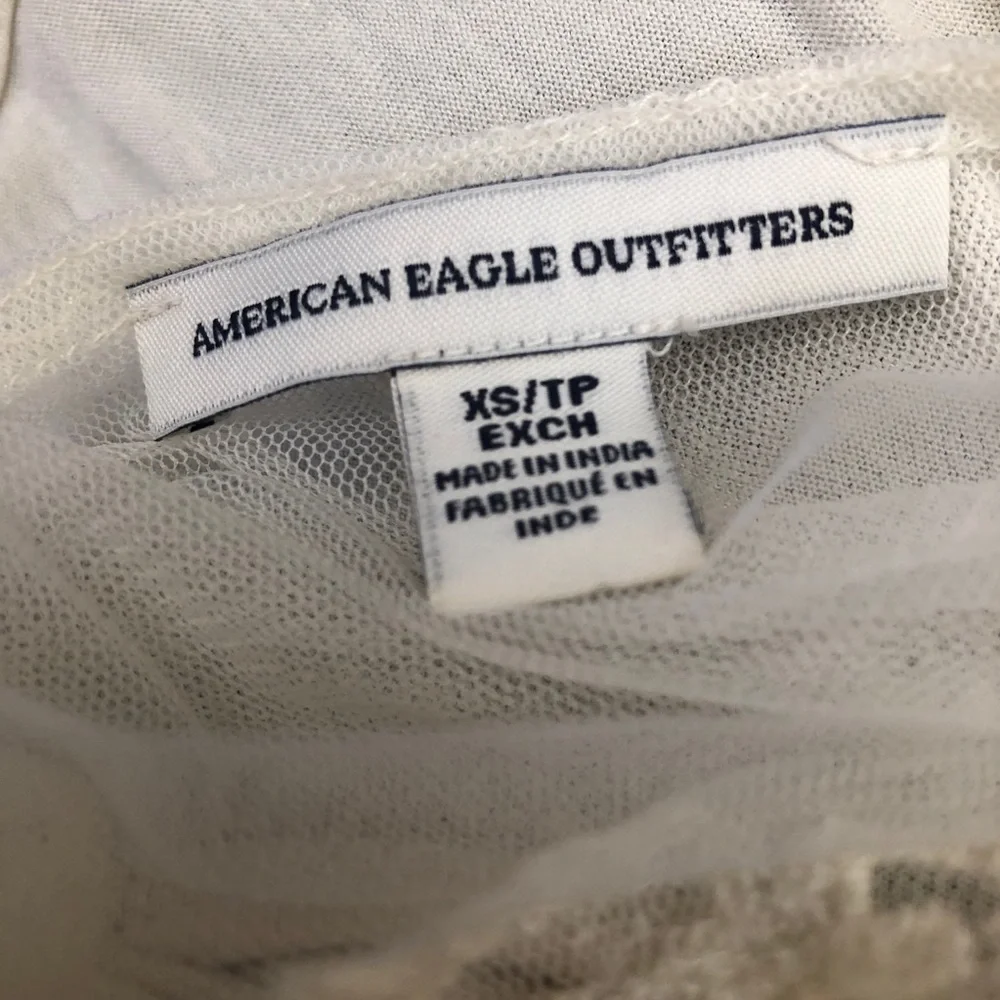 AMERICAN EAGLE OUTFITTERS
XS/TP
EXCH
MADE IN INDIA
FABRIQUÉ EN
INDE